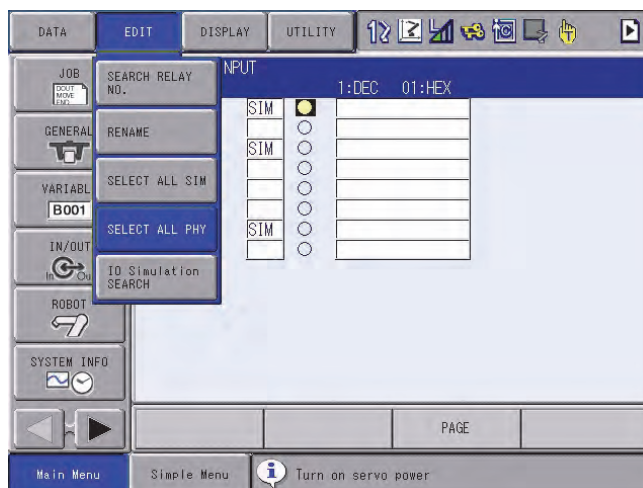 DATA EDIT DISPLAY UTILITY
JOB
DOUT
MOVE
END
SEARCH RELAY
NO.
NPUT
1:DEC 01:HEX
SIM
GENERAL
RENAME
SIM
SELECT ALL SIM
VARIABL
B001
SELECT ALL PHY
SIM
IN/OUT
In Ou
IO Simulation
SEARCH
ROBOT
SYSTEM INFO
PAGE
Main Menu Simple Menu Turn on servo power